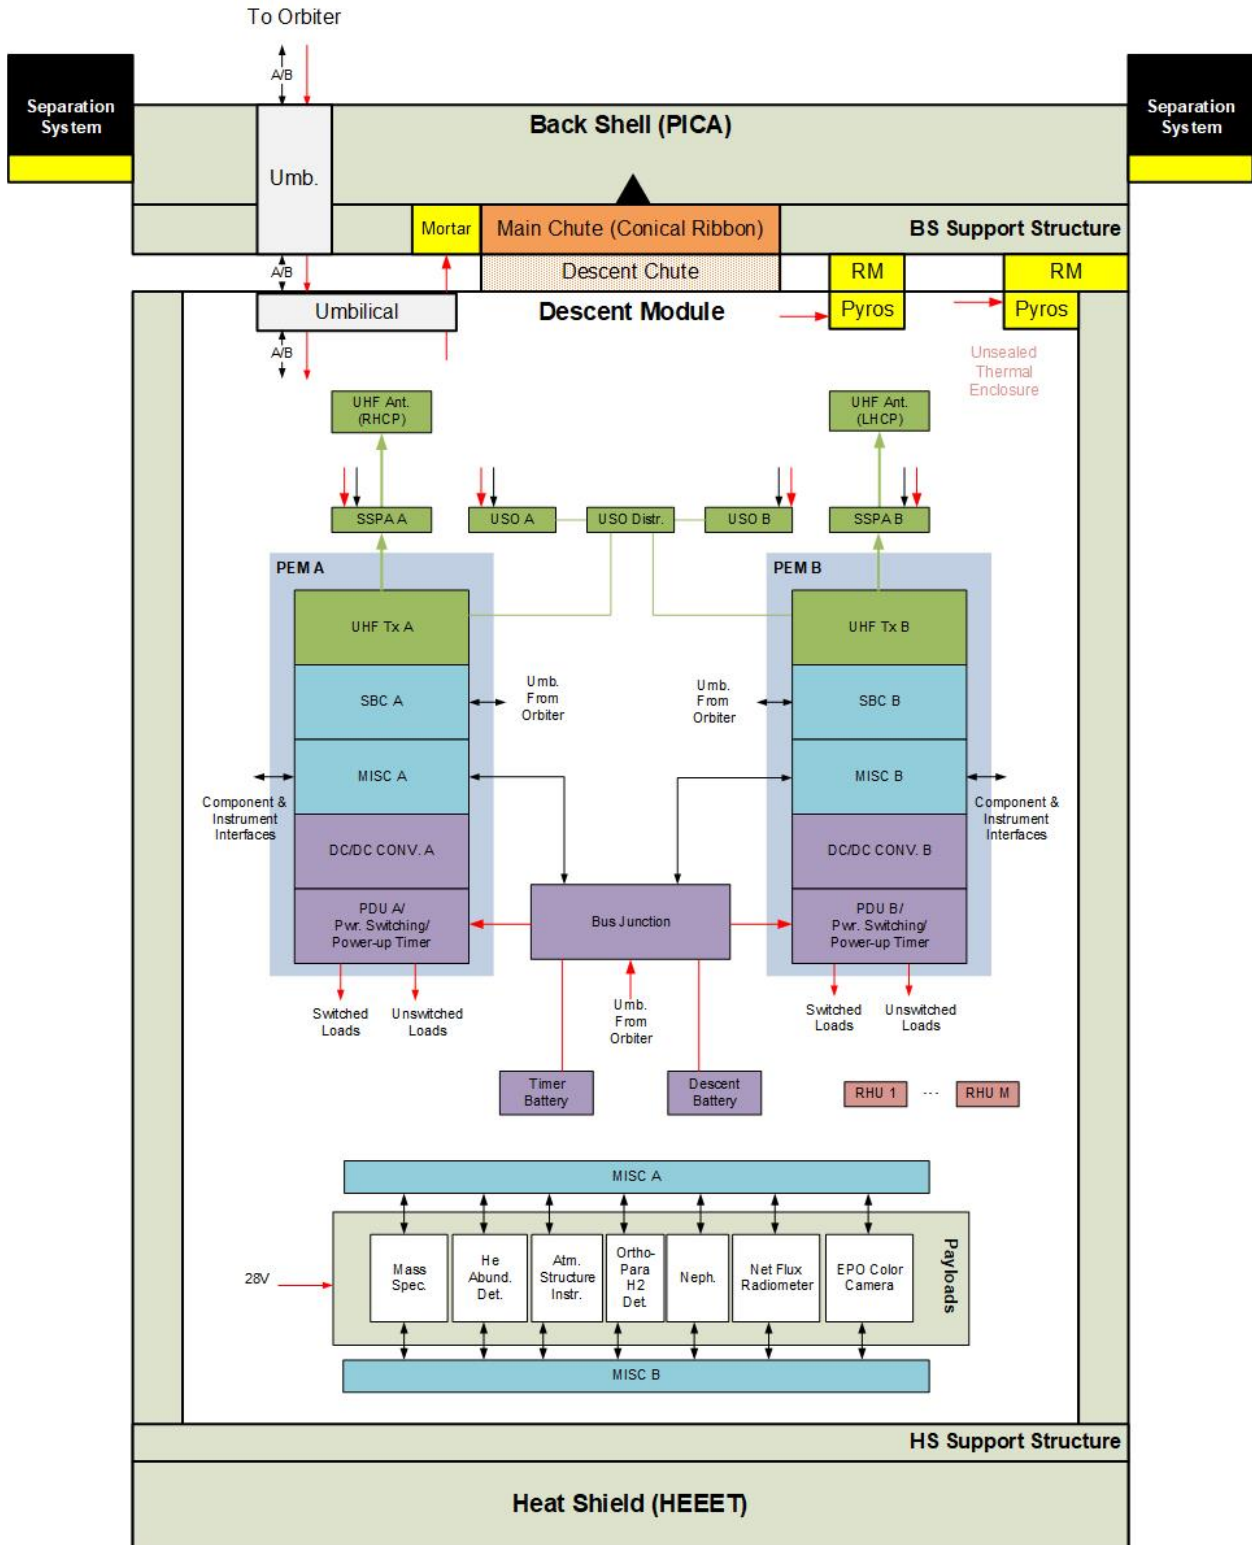 To Orbiter
A/B
Separation
System
Separation
System
Back Shell (PICA)
Umb.
Mortar
Main Chute (Conical Ribbon)
BS Support Structure
A/B
Descent Chute
RM
RM
Umbilical
Descent Module
Pyros
Pyros
A/B
Unsealed
Thermal
Enclosure
UHF Ant.
(RHCP)
UHF Ant.
(LHCP)
SSPA A
USO A
USO Distr.
USO B
SSPA B
PEM A
PEM B
UHF Tx A
UHF Tx B
SBC A
Umb.
From
Orbiter
Umb.
From
Orbiter
SBC B
MISC A
MISC B
Component &
Instrument
Interfaces
Component &
Instrument
Interfaces
DC/DC CONV. A
DC/DC CONV. B
PDU A/
Pwr. Switching/
Power-up Timer
Bus Junction
PDU B/
Pwr. Switching/
Power-up Timer
Switched
Loads
Unswitched
Loads
Umb.
From
Orbiter
Switched
Loads
Unswitched
Loads
Timer
Battery
Descent
Battery
RHU 1
---
RHU M
MISC A
28V
Mass
Spec.
He
Abund.
Det.
Atm.
Structure
Instr.
Ortho-
Para
H2
Det.
Neph.
Net Flux
Radiometer
EPO Color
Camera
Payloads
MISC B
HS Support Structure
Heat Shield (HEEET)